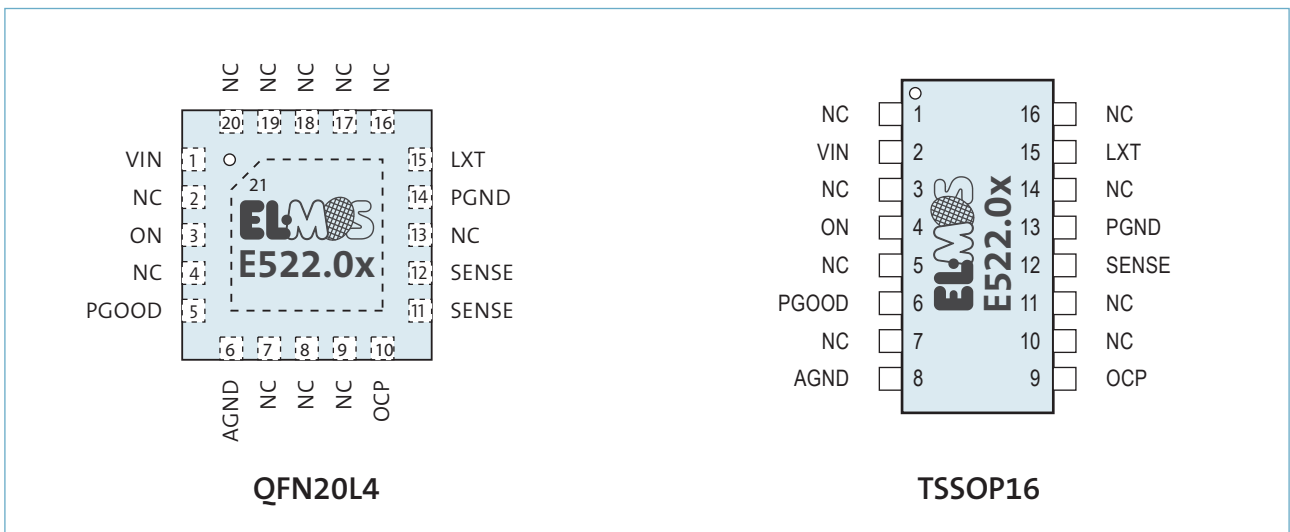 NC NC NC NC NC
20 19 18 17 16
VIN 1 15 LXT
NC 2 21 14 PGND
ON 3 ELMOS 13 NC
NC 4 E522.0x 12 SENSE
PGOOD 5 11 SENSE
6 7 8 9 10
AGND NC NC NC OCP
QFN20L4
NC 1 16 NC
VIN 2 15 LXT
NC 3 14 NC
ON 4 13 PGND
NC 5 12 SENSE
PGOOD 6 11 NC
NC 7 10 NC
AGND 8 9 OCP
ELMOS
E522.0x
TSSOP16